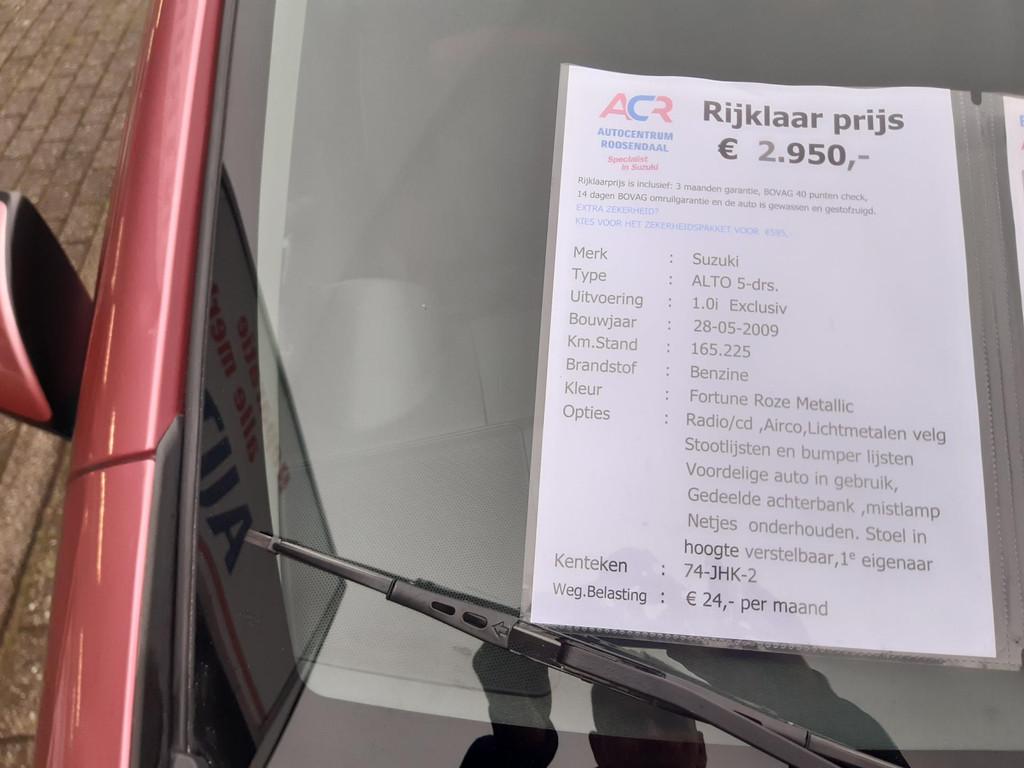 ACR
AUTOCENTRUM
ROOSENDAAL
Specialist
in Suzuki
Rijklaar prijs
€ 2.950,-
Rijklaarprijs is inclusief: 3 maanden garantie, BOVAG 40 punten check,
14 dagen BOVAG omruilgarantie en de auto is gewassen en gestofzuigd.
EXTRA ZEKERHEID?
KIES VOOR HET ZEKERHEIDSPAKKET VOOR €595,-
Merk : Suzuki
Type : ALTO 5-drs.
Uitvoering : 1.0i Exclusiv
Bouwjaar : 28-05-2009
Km.Stand : 165.225
Brandstof : Benzine
Kleur : Fortune Roze Metallic
Opties : Radio/cd ,Airco,Lichtmetalen velg
Stootlijsten en bumper lijsten
Voordelige auto in gebruik,
Gedeelde achterbank ,mistlamp
Netjes onderhouden. Stoel in
hoogte verstelbaar,1e eigenaar
Kenteken : 74-JHK-2
Weg.Belasting : € 24,- per maand
alle